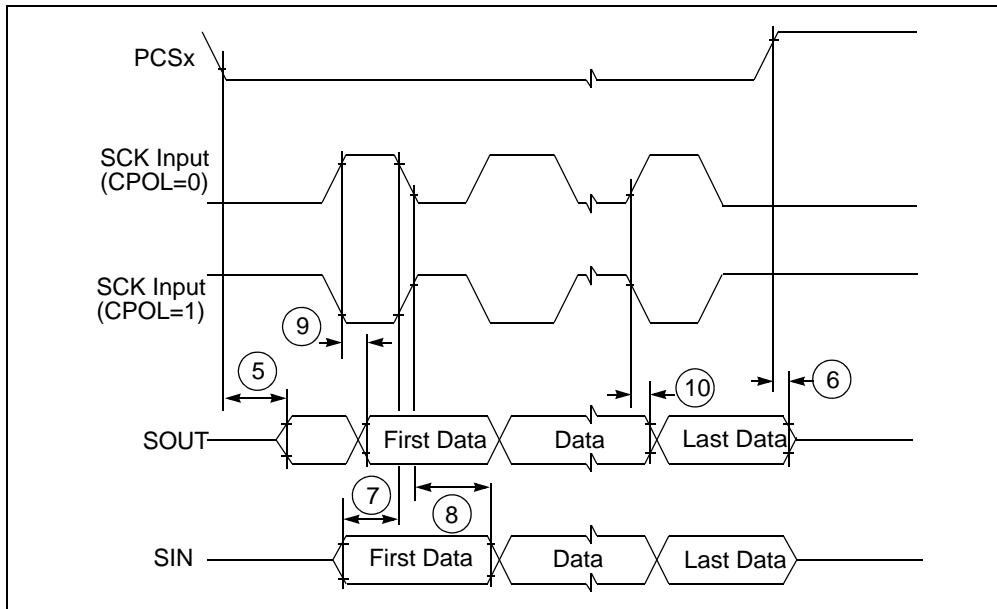 PCSx
SCK Input
(CPOL=0)
SCK Input
(CPOL=1)
9
5
10
6
SOUT
First Data
Data
Last Data
7
8
SIN
First Data
Data
Last Data